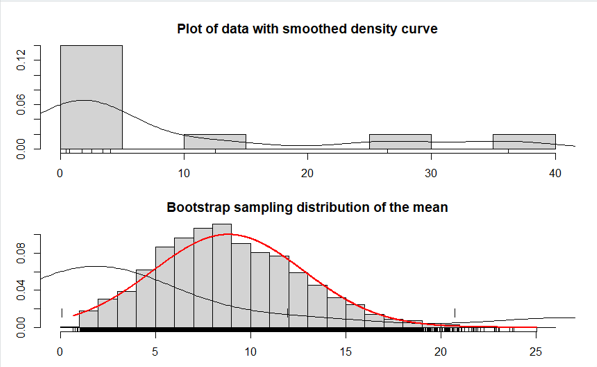 Plot of data with smoothed density curve
0.12
0.06
0.00
0 10 20 30 40
Bootstrap sampling distribution of the mean
0.08
0.04
0.00
0 5 10 15 20 25